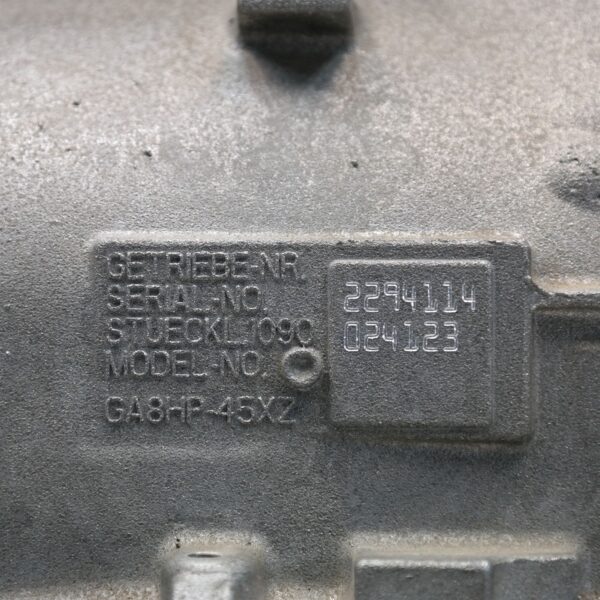 GETRIEBE-NR.
SERIAL-NO. 2294114
STUECKL.1090 024123
MODEL-NO.
GA8HP-45XZ